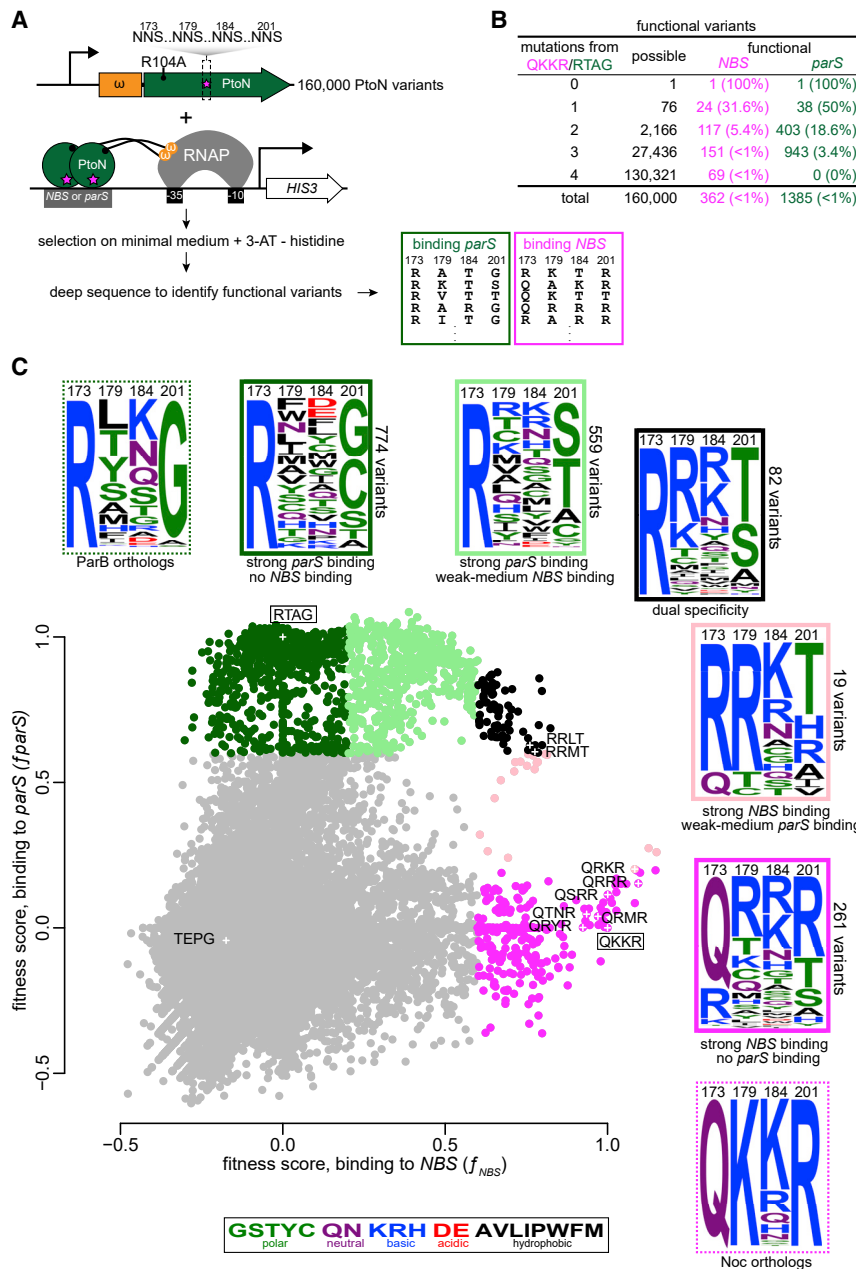 A
173 179 184 201
NNS..NNS..NNS..NNS
R104A
ω
PtoN
160,000 PtoN variants
+
PtoN
ω
ω
RNAP
NBS or parS
-35
-10
HIS3
selection on minimal medium + 3-AT - histidine
deep sequence to identify functional variants
binding parS
173 179 184 201
R A T G
R K T S
R V T T
R A R G
R I T G
binding NBS
173 179 184 201
R K T R
Q A K R
Q K T T
Q K R R
R A R R
B
functional variants
mutations from QKKR/RTAG
possible
functional
NBS
parS
0 1 1 (100%) 1 (100%)
1 76 24 (31.6%) 38 (50%)
2 2,166 117 (5.4%) 403 (18.6%)
3 27,436 151 (<1%) 943 (3.4%)
4 130,321 69 (<1%) 0 (0%)
total 160,000 362 (<1%) 1385 (<1%)
C
173 179 184 201
ParB orthologs
173 179 184 201
774 variants
strong parS binding
no NBS binding
173 179 184 201
559 variants
strong parS binding
weak-medium NBS binding
173 179 184 201
82 variants
dual specificity
173 179 184 201
19 variants
strong NBS binding
weak-medium parS binding
173 179 184 201
261 variants
strong NBS binding
no parS binding
173 179 184 201
Noc orthologs
fitness score, binding to parS (fparS)
1.0
0.5
0.0
−0.5
RTAG
RRLT
RRMT
QRKR
QRRR
QSRR
QTNR
QRMR
QRYR
QKKR
TEPG
−0.5
0.0
0.5
1.0
fitness score, binding to NBS (fNBS)
GSTYC QN KRH DE AVLIPWFM
polar neutral basic acidic hydrophobic